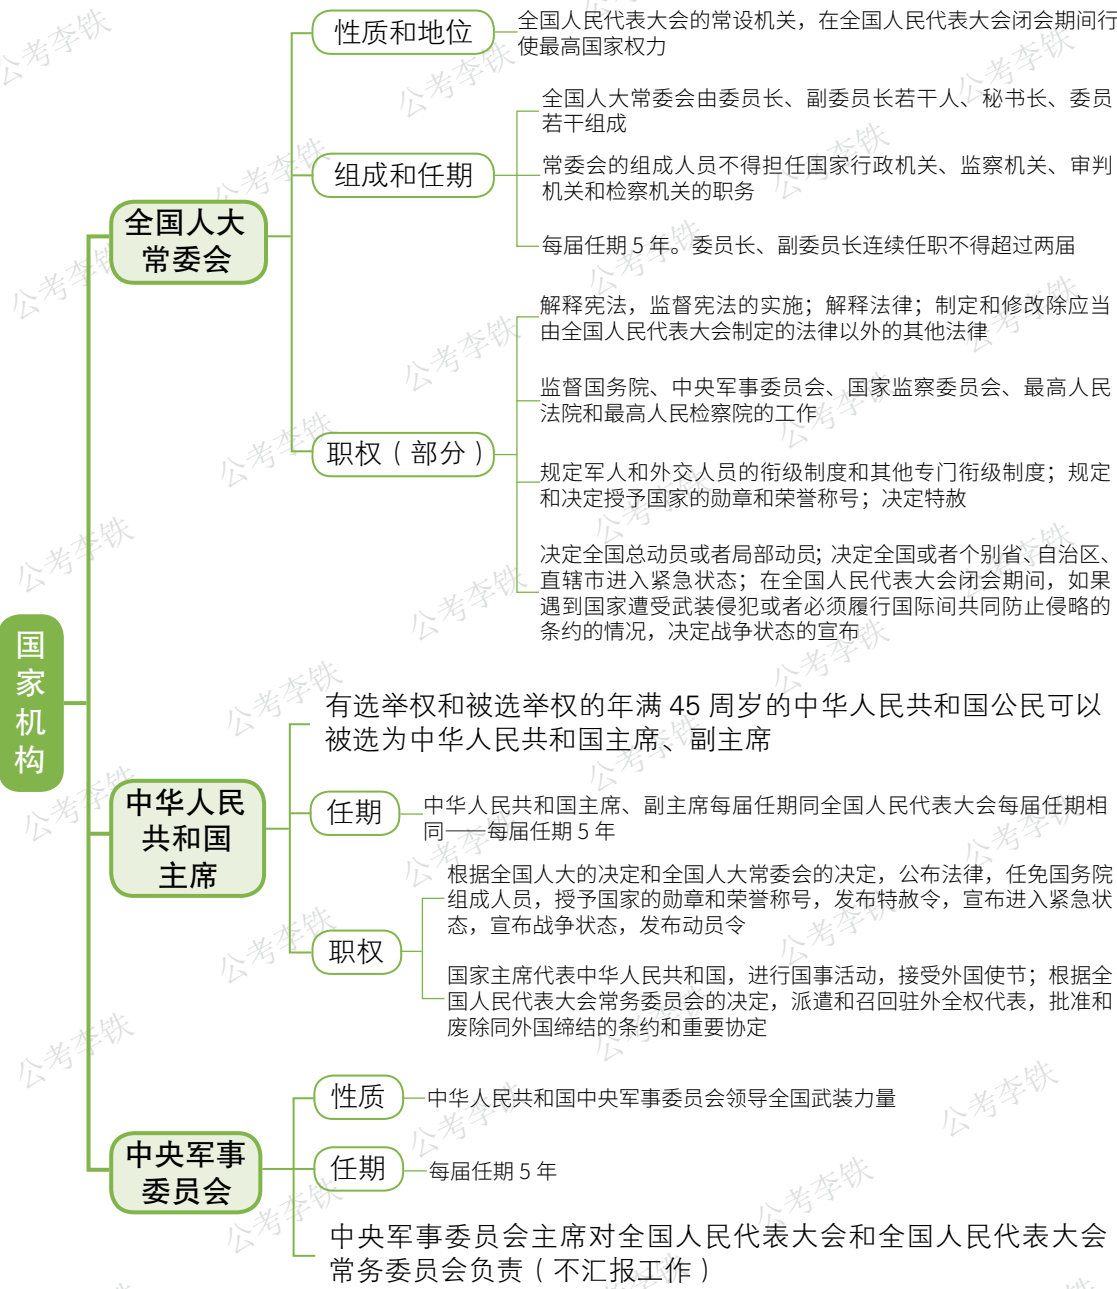 国家机构
全国人大
常委会
性质和地位
全国人民代表大会的常设机关，在全国人民代表大会闭会期间行
使最高国家权力
组成和任期
全国人大常委会由委员长、副委员长若干人、秘书长、委员
若干组成
常委会的组成人员不得担任国家行政机关、监察机关、审判
机关和检察机关的职务
每届任期 5 年。委员长、副委员长连续任职不得超过两届
职权（部分）
解释宪法，监督宪法的实施；解释法律；制定和修改除应当
由全国人民代表大会制定的法律以外的其他法律
监督国务院、中央军事委员会、国家监察委员会、最高人民
法院和最高人民检察院的工作
规定军人和外交人员的衔级制度和其他专门衔级制度；规定
和决定授予国家的勋章和荣誉称号；决定特赦
决定全国总动员或者局部动员；决定全国或者个别省、自治区、
直辖市进入紧急状态；在全国人民代表大会闭会期间，如果
遇到国家遭受武装侵犯或者必须履行国际间共同防止侵略的
条约的情况，决定战争状态的宣布
中华人民
共和国
主席
有选举权和被选举权的年满 45 周岁的中华人民共和国公民可以
被选为中华人民共和国主席、副主席
任期
中华人民共和国主席、副主席每届任期同全国人民代表大会每届任期相
同——每届任期 5 年
职权
根据全国人大的决定和全国人大常委会的决定，公布法律，任免国务院
组成人员，授予国家的勋章和荣誉称号，发布特赦令，宣布进入紧急状
态，宣布战争状态，发布动员令
国家主席代表中华人民共和国，进行国事活动，接受外国使节；根据全
国人民代表大会常务委员会的决定，派遣和召回驻外全权代表，批准和
废除同外国缔结的条约和重要协定
中央军事
委员会
性质
中华人民共和国中央军事委员会领导全国武装力量
任期
每届任期 5 年
中央军事委员会主席对全国人民代表大会和全国人民代表大会
常务委员会负责（不汇报工作）
公考李铁